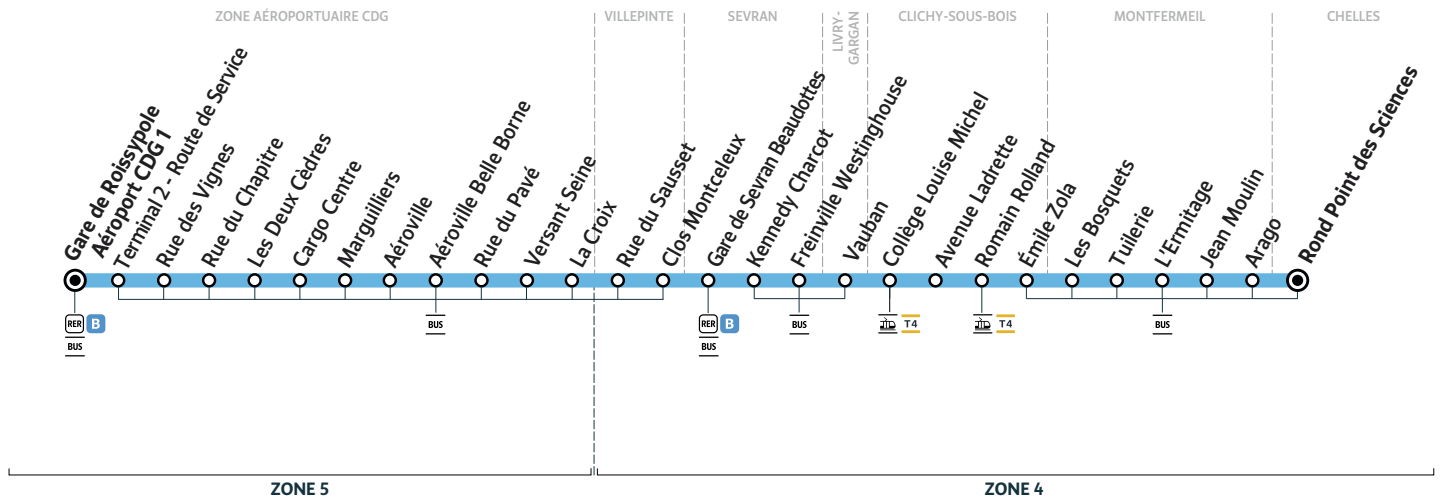 ZONE AÉROPORTUAIRE CDG
VILLEPINTE
SEVRAN
LIVRY-
GARGAN
CLICHY-SOUS-BOIS
MONTFERMEIL
CHELLES
Gare de Roissypole
Aéroport CDG 1
Terminal 2 - Route de Service
Rue des Vignes
Rue du Chapitre
Les Deux Cèdres
Cargo Centre
Marguilliers
Aéroville
Aéroville Belle Borne
Rue du Pavé
Versant Seine
La Croix
Rue du Sausset
Clos Montceleux
Gare de Sevran Beaudottes
Kennedy Charcot
Freinville Westinghouse
Vauban
Collège Louise Michel
Avenue Ladrette
Romain Rolland
Émile Zola
Les Bosquets
Tuilerie
L'Ermitage
Jean Moulin
Arago
Rond Point des Sciences
RER B
BUS
BUS
RER B
BUS
BUS
T4
T4
BUS
ZONE 5
ZONE 4